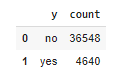 y count
0 no 36548
1 yes 4640